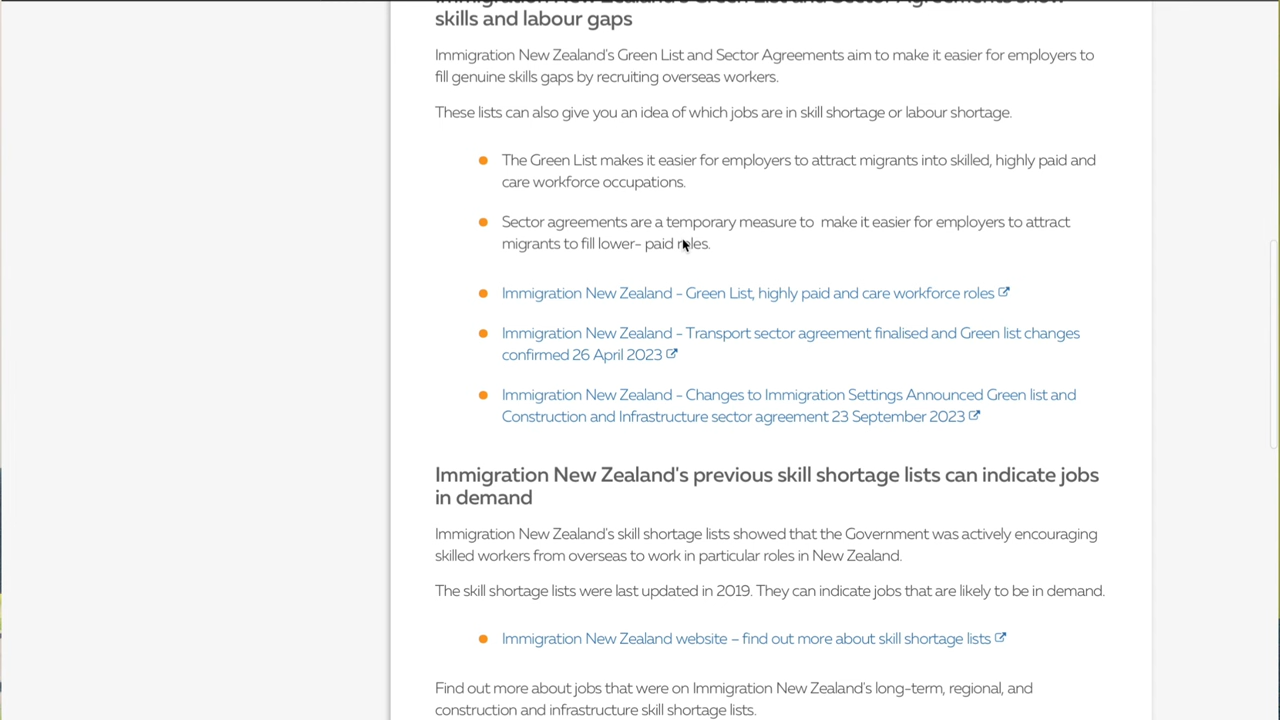 Immigration New Zealand's Green List and Sector Agreements show
skills and labour gaps
Immigration New Zealand's Green List and Sector Agreements aim to make it easier for employers to
fill genuine skills gaps by recruiting overseas workers.
These lists can also give you an idea of which jobs are in skill shortage or labour shortage.
The Green List makes it easier for employers to attract migrants into skilled, highly paid and
care workforce occupations.
Sector agreements are a temporary measure to  make it easier for employers to attract
migrants to fill lower- paid roles.
Immigration New Zealand - Green List, highly paid and care workforce roles
Immigration New Zealand - Transport sector agreement finalised and Green list changes
confirmed 26 April 2023
Immigration New Zealand - Changes to Immigration Settings Announced Green list and
Construction and Infrastructure sector agreement 23 September 2023
Immigration New Zealand's previous skill shortage lists can indicate jobs
in demand
Immigration New Zealand's skill shortage lists showed that the Government was actively encouraging
skilled workers from overseas to work in particular roles in New Zealand.
The skill shortage lists were last updated in 2019. They can indicate jobs that are likely to be in demand.
Immigration New Zealand website – find out more about skill shortage lists
Find out more about jobs that were on Immigration New Zealand's long-term, regional, and
construction and infrastructure skill shortage lists.